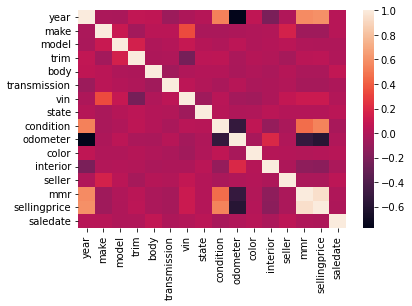 year
make
model
trim
body
transmission
vin
state
condition
odometer
color
interior
seller
mmr
sellingprice
saledate
year
make
model
trim
body
transmission
vin
state
condition
odometer
color
interior
seller
mmr
sellingprice
saledate
1.0
0.8
0.6
0.4
0.2
0.0
−0.2
−0.4
−0.6